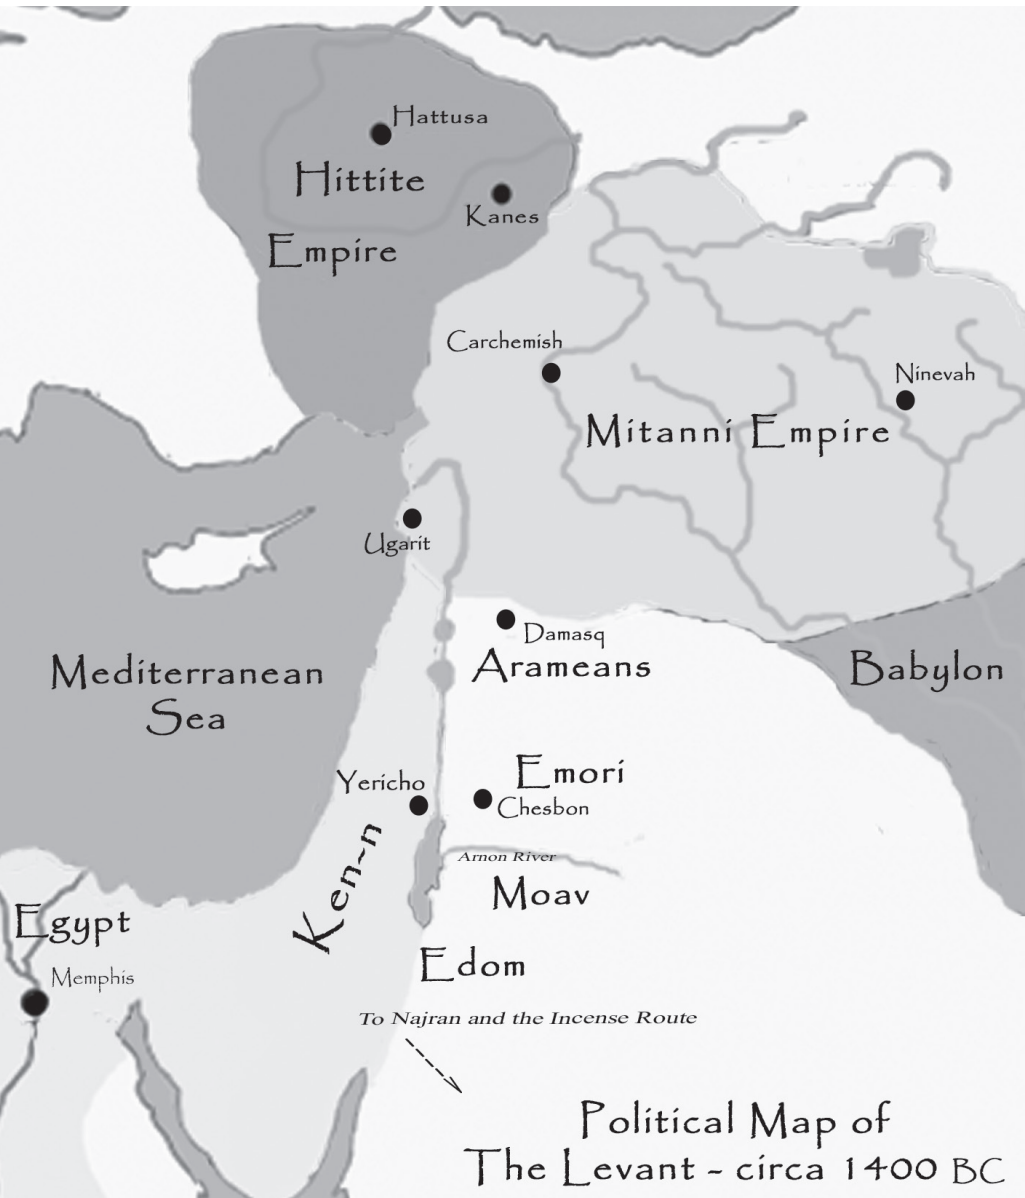 Hattusa
Hittite
Kanes
Empire
Carchemish
Ninevah
Mitanni Empire
Ugarit
Damasq
Arameans
Mediterranean
Sea
Babylon
Emori
Yericho
Chesbon
Ken-n
Arnon River
Moav
Egypt
Edom
Memphis
To Najran and the Incense Route
Political Map of
The Levant - circa 1400 BC